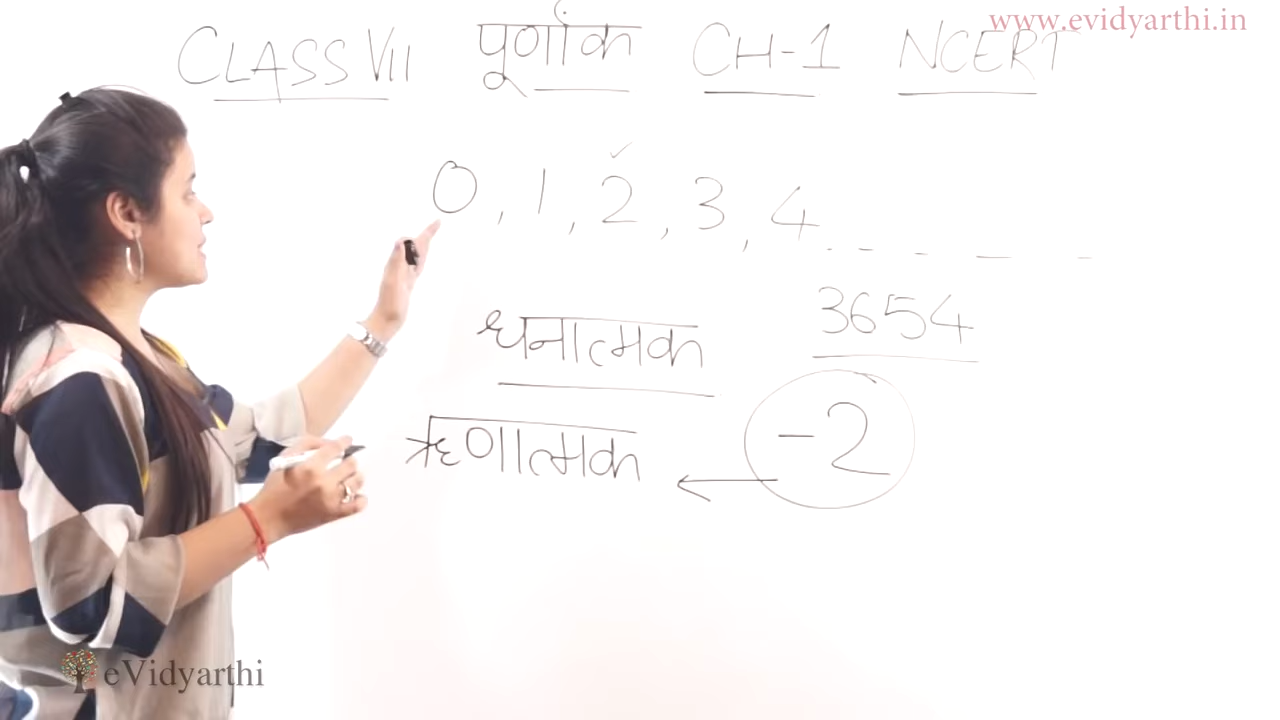 www.evidyarthi.in
CLASS VII पूर्णांक CH-1 NCERT
0, 1, 2, 3, 4
3654
धनात्मक
-2
ऋणात्मक
eVidyarthi